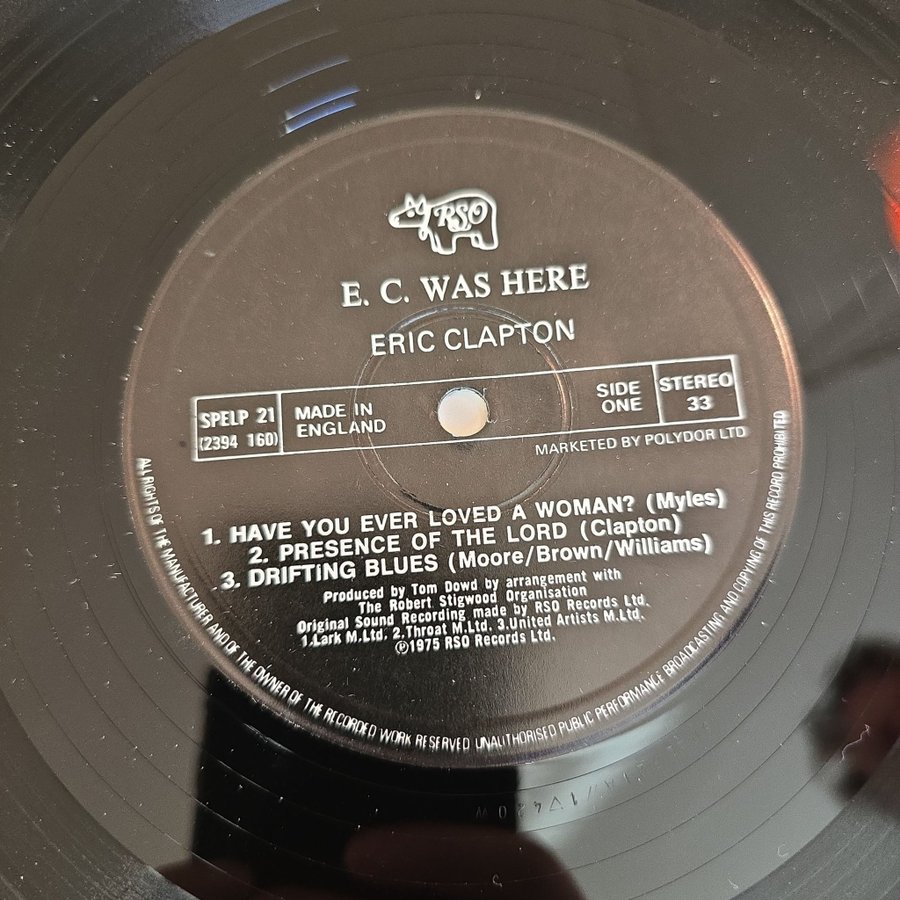 RSO
E. C. WAS HERE
ERIC CLAPTON
SPELP 21
(2394 160)
MADE IN
ENGLAND
SIDE
ONE
STEREO
33
MARKETED BY POLYDOR LTD
1. HAVE YOU EVER LOVED A WOMAN? (Myles)
2. PRESENCE OF THE LORD (Clapton)
3. DRIFTING BLUES (Moore/Brown/Williams)
Produced by Tom Dowd by arrangement with
The Robert Stigwood Organisation
Original Sound Recording made by RSO Records Ltd.
1.Lark M.Ltd. 2.Throat M.Ltd. 3.United Artists M.Ltd.
℗1975 RSO Records Ltd.
ALL RIGHTS OF THE MANUFACTURER AND OF THE OWNER OF THE RECORDED WORK RESERVED UNAUTHORISED PUBLIC PERFORMANCE BROADCASTING AND COPYING OF THIS RECORD PROHIBITED